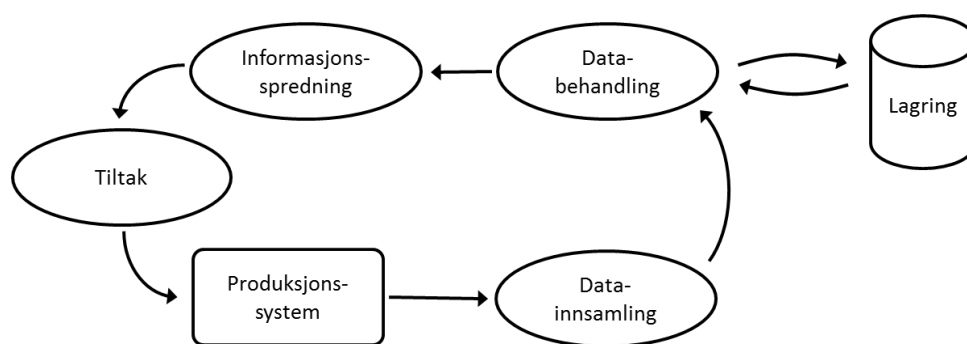 Informasjons-
spredning
Data-
behandling
Lagring
Tiltak
Produksjons-
system
Data-
innsamling